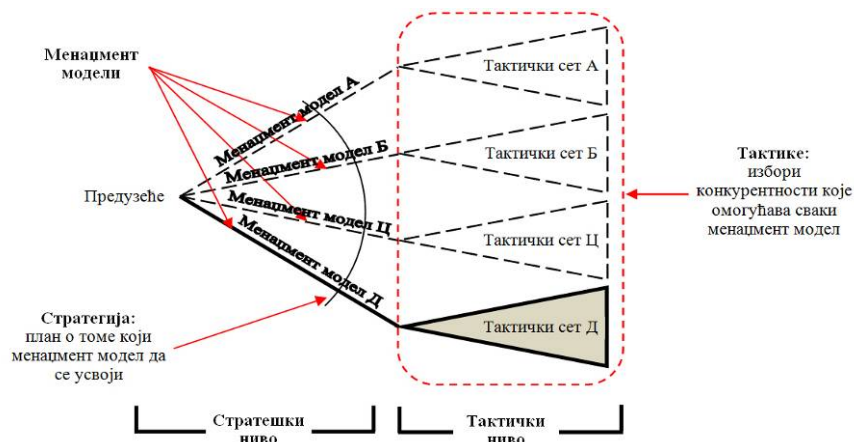 Менаџмент
модели
Менаџмент модел А
Менаџмент модел Б
Менаџмент модел Ц
Менаџмент модел Д
Предузеће
Тактички сет А
Тактички сет Б
Тактички сет Ц
Тактички сет Д
Тактике:
избори
конкурентности које
омогућава сваки
менаџмент модел
Стратегија:
план о томе који
менаџмент модел да
се усвоји
Стратешки
ниво
Тактички
ниво